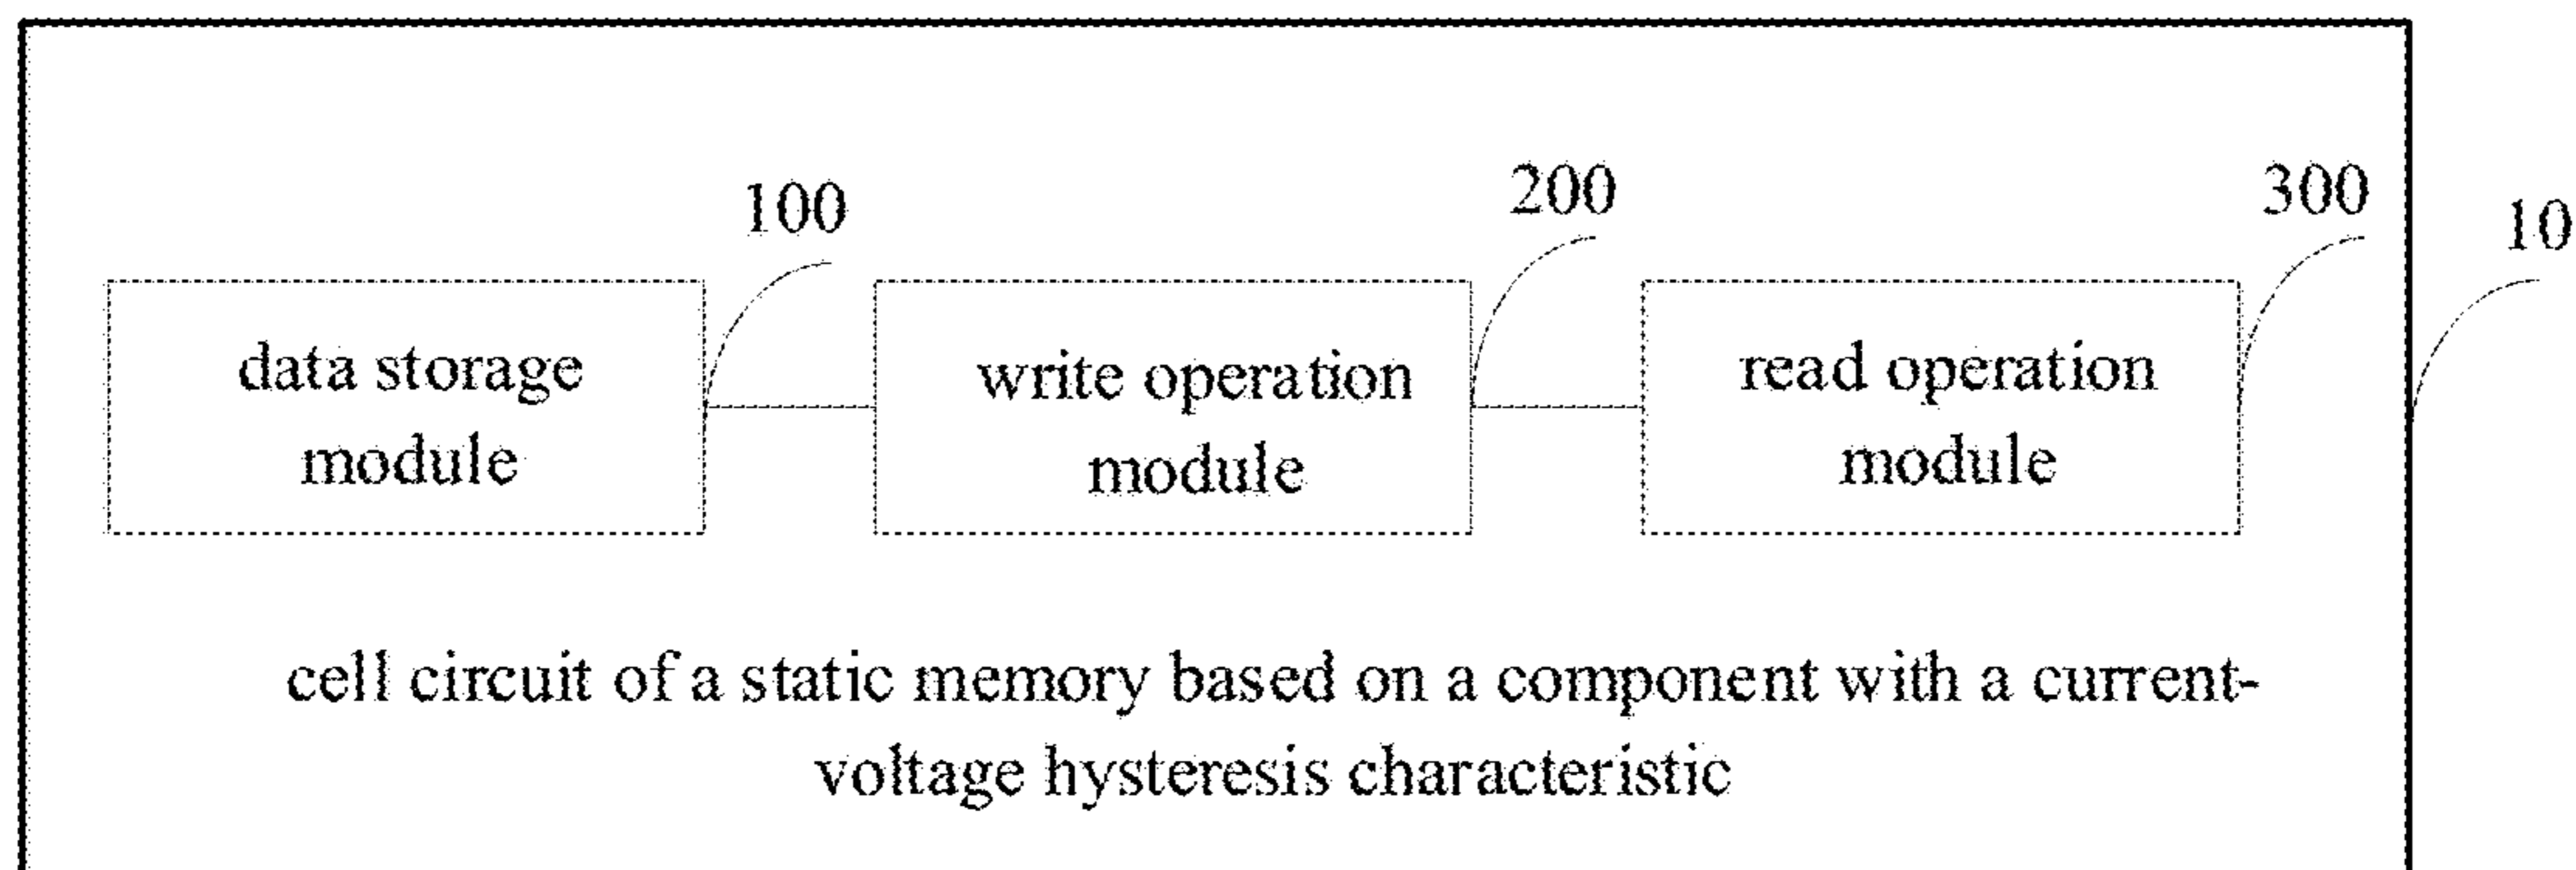 100
200
300
10
data storage
module
write operation
module
read operation
module
cell circuit of a static memory based on a component with a current-
voltage hysteresis characteristic